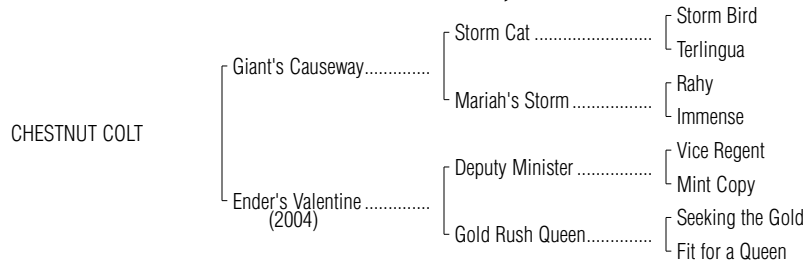 Storm Bird
Storm Cat ........................
Terlingua
Giant's Causeway..............
Rahy
Mariah's Storm .................
Immense
CHESTNUT COLT
Vice Regent
Deputy Minister ................
Mint Copy
Ender's Valentine ..............
(2004)
Seeking the Gold
Gold Rush Queen..............
Fit for a Queen